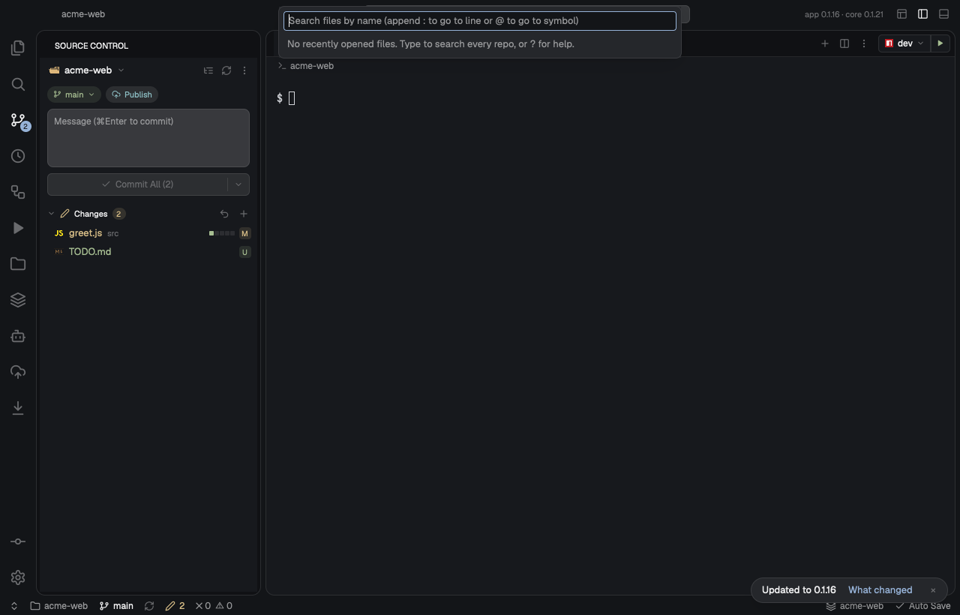 acme-web
Search files by name (append : to go to line or @ to go to symbol)
No recently opened files. Type to search every repo, or ? for help.
app 0.1.16 · core 0.1.21
SOURCE CONTROL
dev
acme-web
>_ acme-web
main
Publish
$
Message (⌘Enter to commit)
2
Commit All (2)
Changes 2
JS greet.js src M
TODO.md U
Updated to 0.1.16 What changed ×
acme-web main 2 0 0
acme-web Auto Save